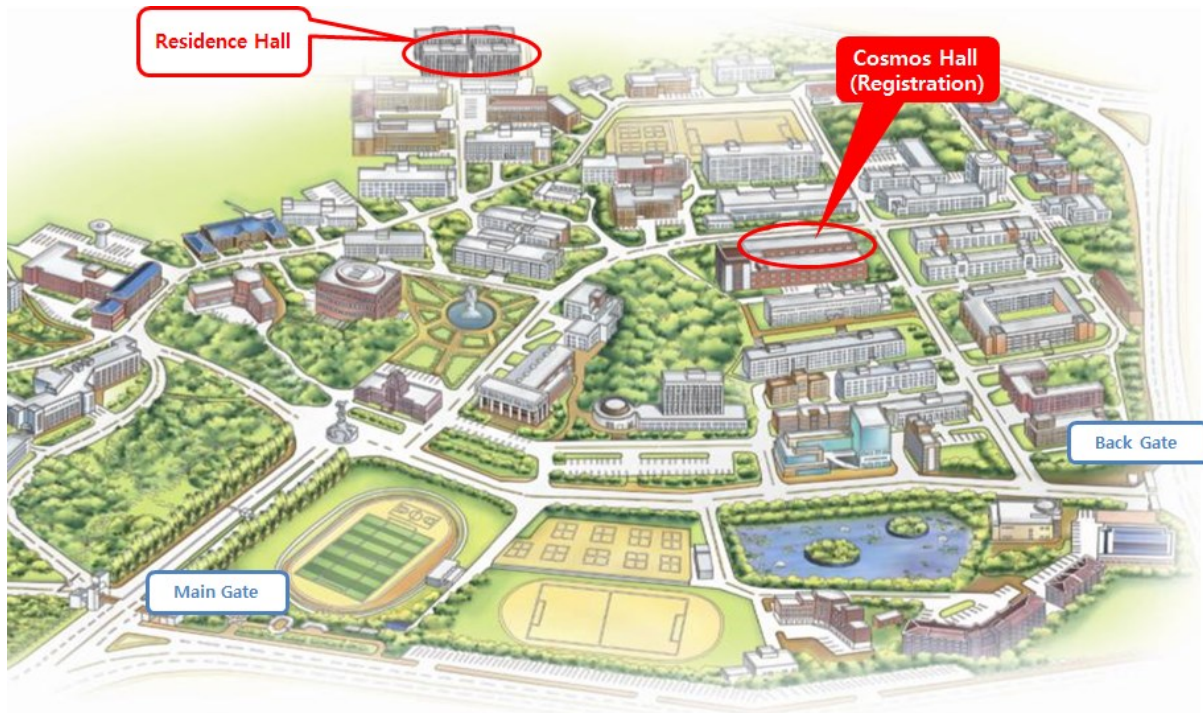 Residence Hall
Cosmos Hall
(Registration)
Back Gate
Main Gate